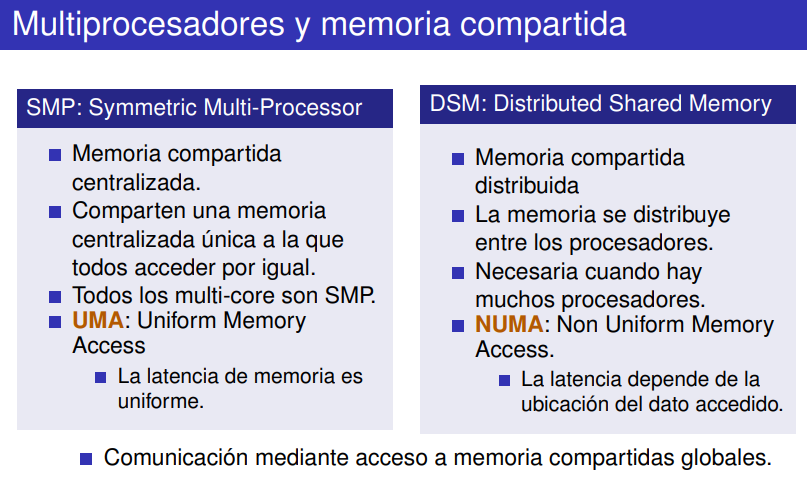 Multiprocesadores y memoria compartida
SMP: Symmetric Multi-Processor
Memoria compartida
centralizada.
Comparten una memoria
centralizada única a la que
todos acceder por igual.
Todos los multi-core son SMP.
UMA: Uniform Memory
Access
La latencia de memoria es
uniforme.
DSM: Distributed Shared Memory
Memoria compartida
distribuida
La memoria se distribuye
entre los procesadores.
Necesaria cuando hay
muchos procesadores.
NUMA: Non Uniform Memory
Access.
La latencia depende de la
ubicación del dato accedido.
Comunicación mediante acceso a memoria compartidas globales.